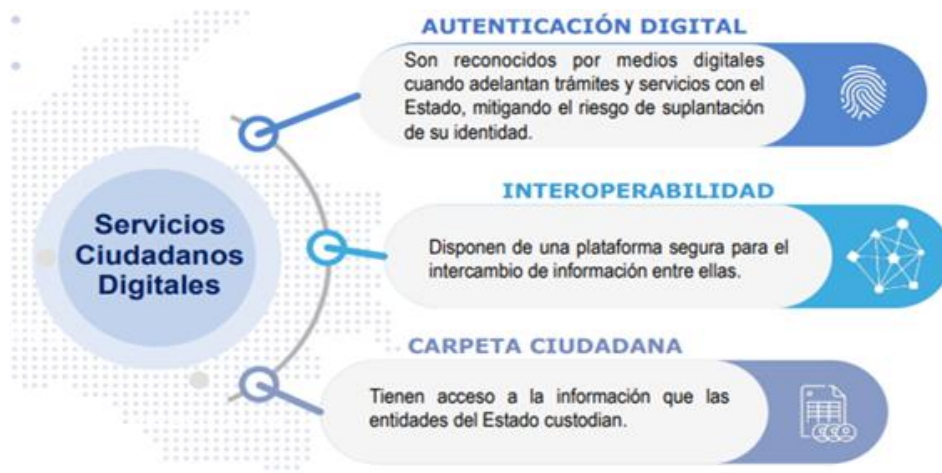 AUTENTICACIÓN DIGITAL
Son reconocidos por medios digitales
cuando adelantan trámites y servicios con el
Estado, mitigando el riesgo de suplantación
de su identidad.
INTEROPERABILIDAD
Servicios
Ciudadanos
Digitales
Disponen de una plataforma segura para el
intercambio de información entre ellas.
CARPETA CIUDADANA
Tienen acceso a la información que las
entidades del Estado custodian.